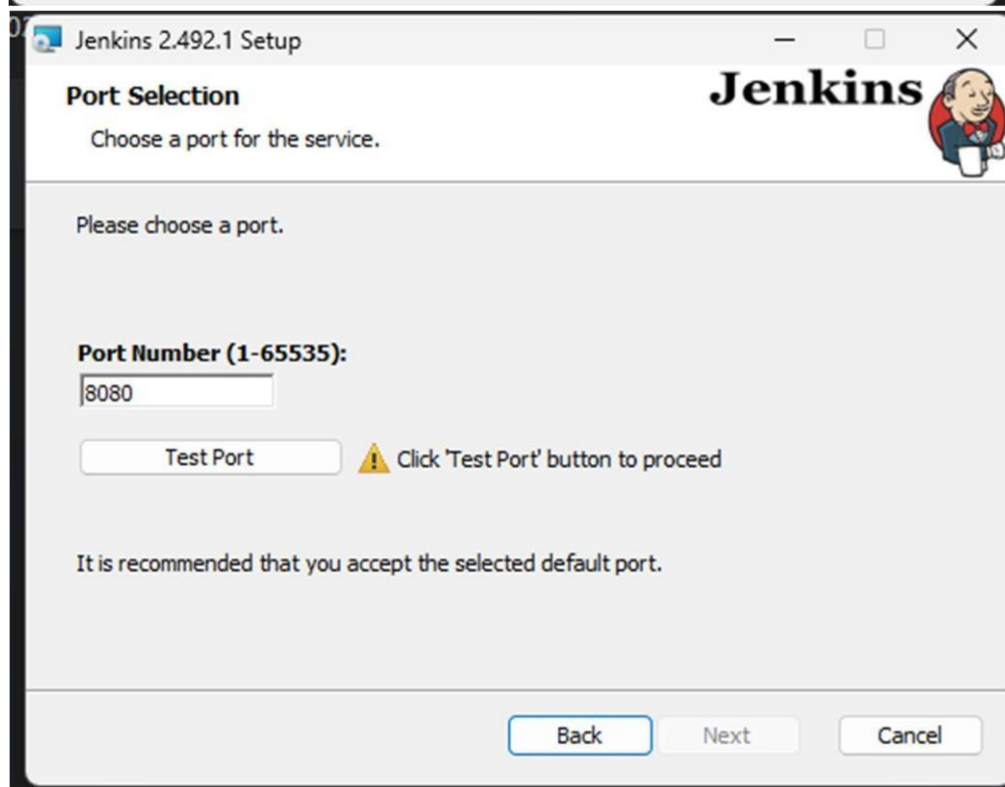 Jenkins 2.492.1 Setup
Port Selection
Jenkins
Choose a port for the service.
Please choose a port.
Port Number (1-65535):
8080
Test Port
Click 'Test Port' button to proceed
It is recommended that you accept the selected default port.
Back Next Cancel